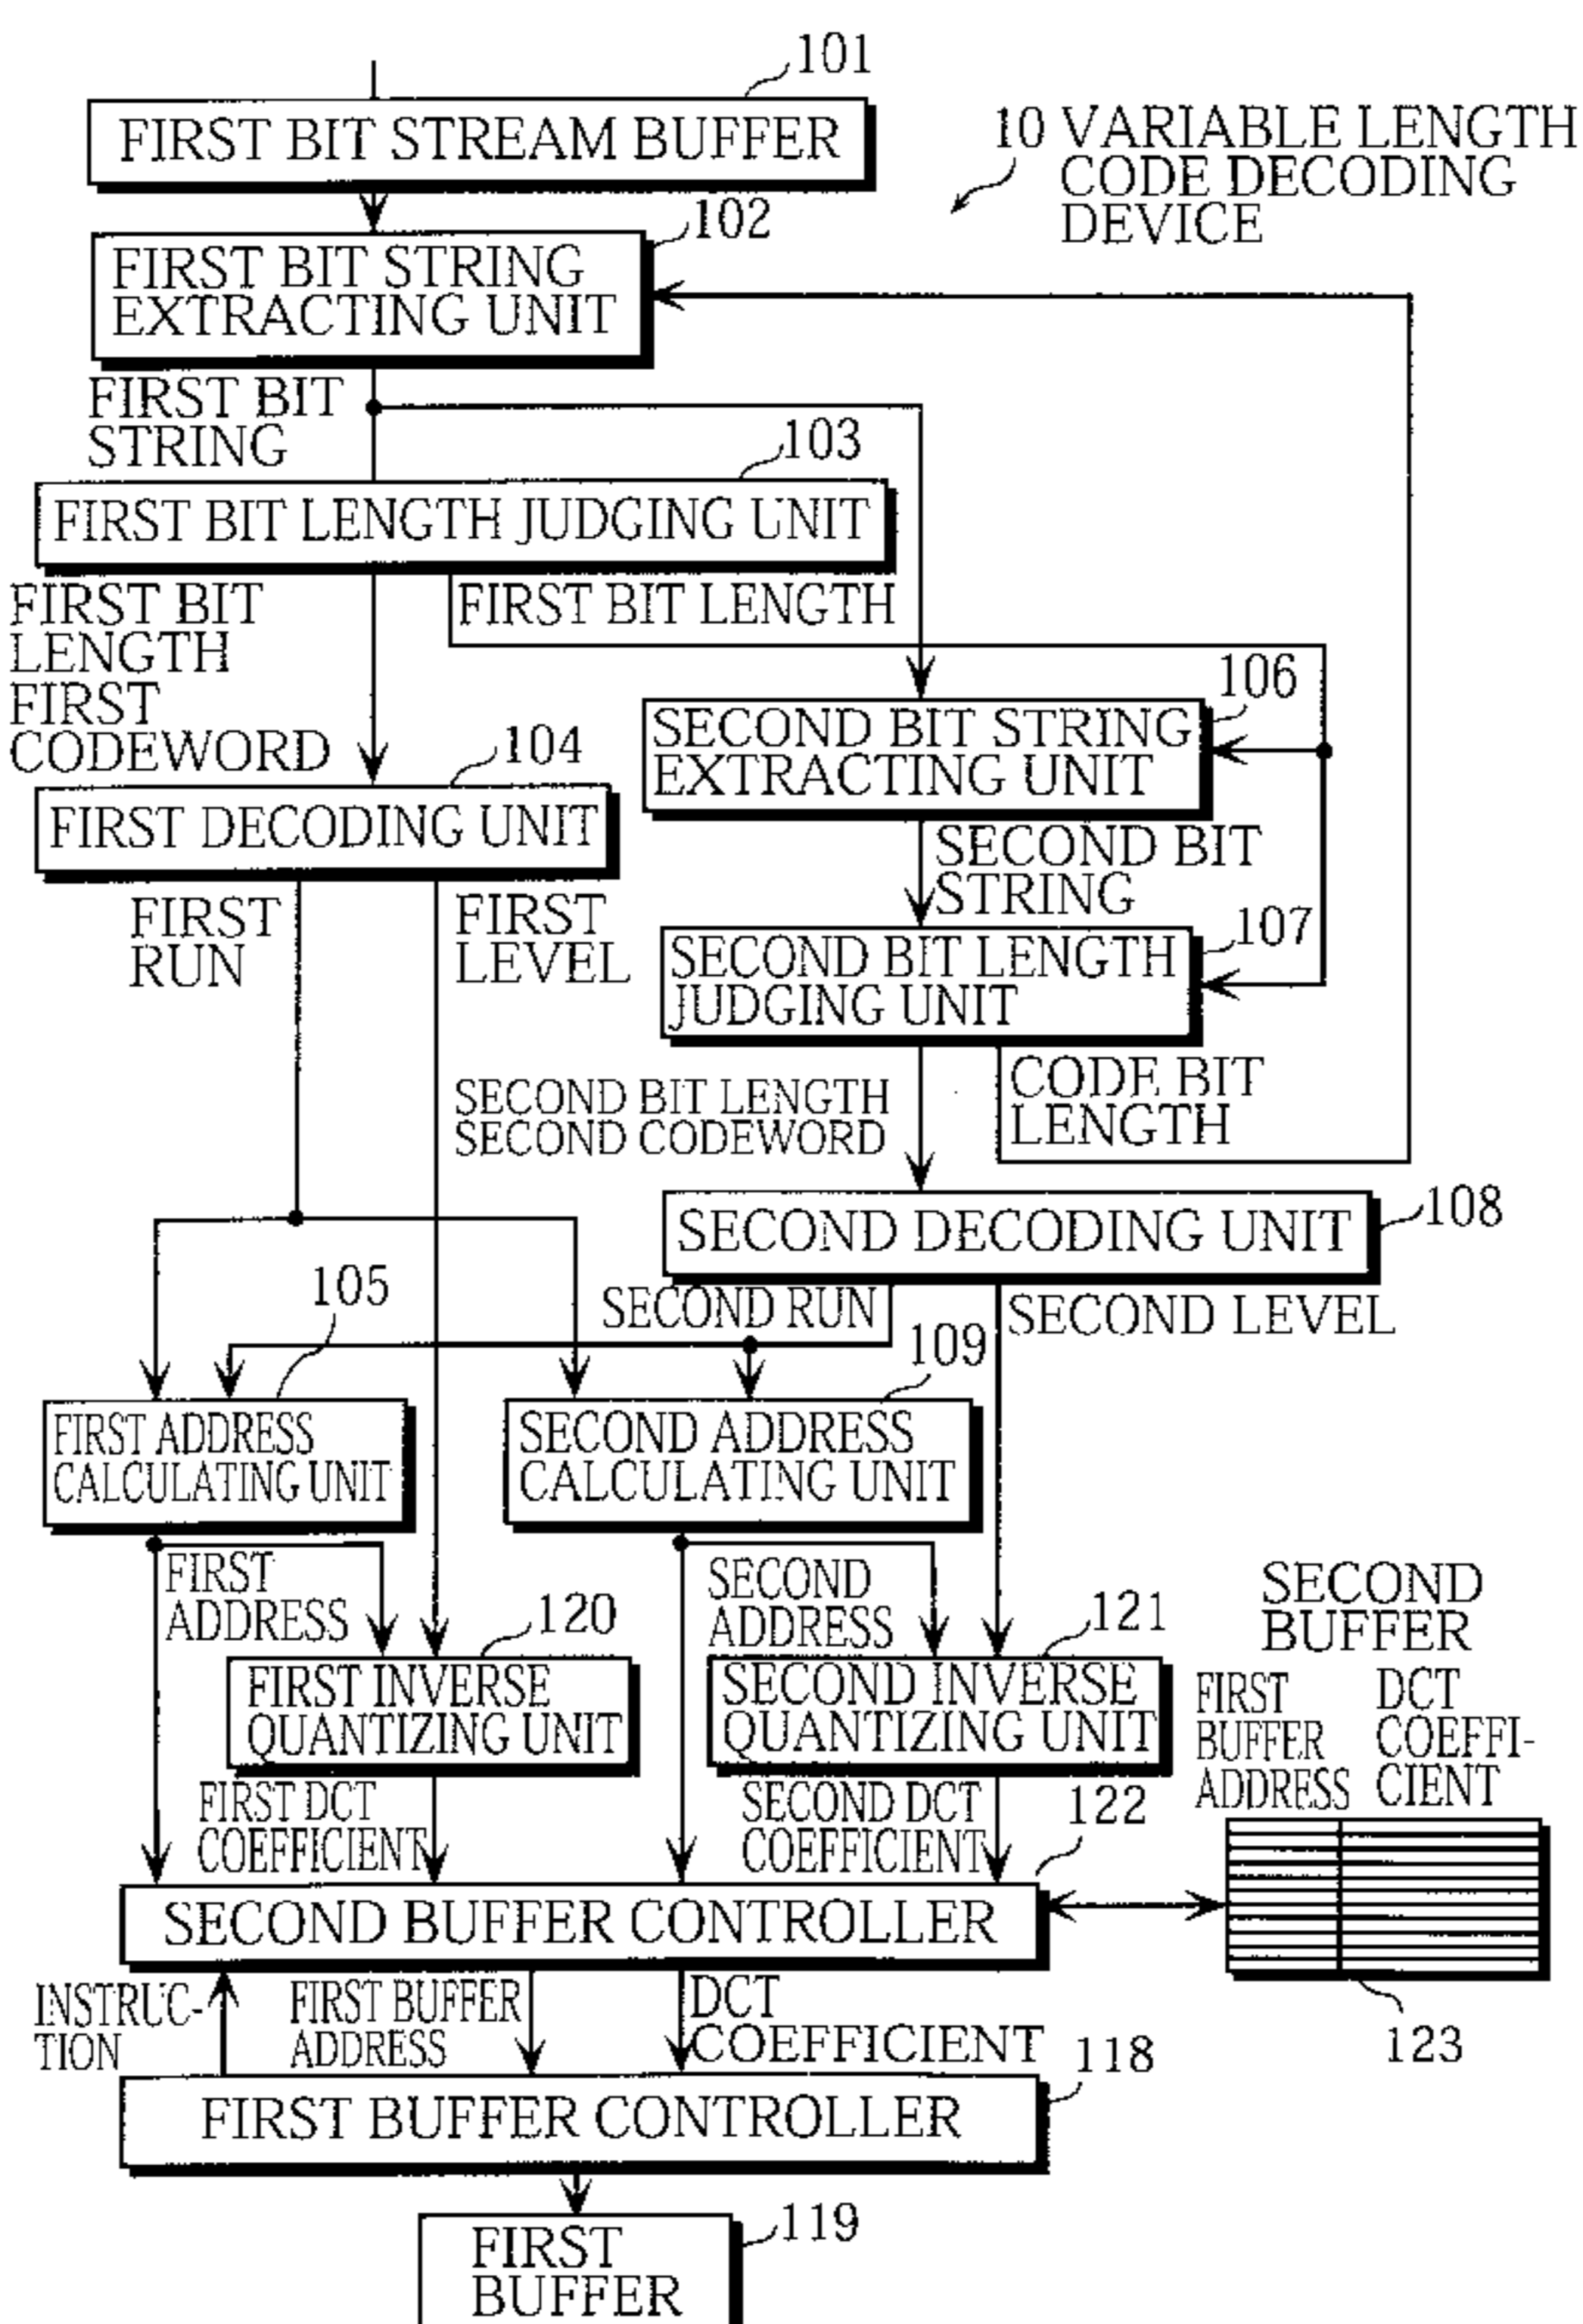 101
FIRST BIT STREAM BUFFER
10 VARIABLE LENGTH
CODE DECODING
DEVICE
102
FIRST BIT STRING
EXTRACTING UNIT
FIRST BIT
STRING
103
FIRST BIT LENGTH JUDGING UNIT
FIRST BIT
LENGTH
FIRST
CODEWORD
FIRST BIT LENGTH
106
SECOND BIT STRING
EXTRACTING UNIT
104
FIRST DECODING UNIT
SECOND BIT
STRING
FIRST
RUN
FIRST
LEVEL
107
SECOND BIT LENGTH
JUDGING UNIT
CODE BIT
LENGTH
SECOND BIT LENGTH
SECOND CODEWORD
SECOND DECODING UNIT
108
105
SECOND RUN
SECOND LEVEL
109
FIRST ADDRESS
CALCULATING UNIT
SECOND ADDRESS
CALCULATING UNIT
FIRST
ADDRESS
120
SECOND
ADDRESS
121
SECOND
BUFFER
FIRST INVERSE
QUANTIZING UNIT
SECOND INVERSE
QUANTIZING UNIT
FIRST
BUFFER
ADDRESS
DCT
COEFFI-
CIENT
FIRST DCT
COEFFICIENT
SECOND DCT
COEFFICIENT
122
SECOND BUFFER CONTROLLER
123
INSTRUC-
TION
FIRST BUFFER
ADDRESS
DCT
COEFFICIENT
118
FIRST BUFFER CONTROLLER
119
FIRST
BUFFER